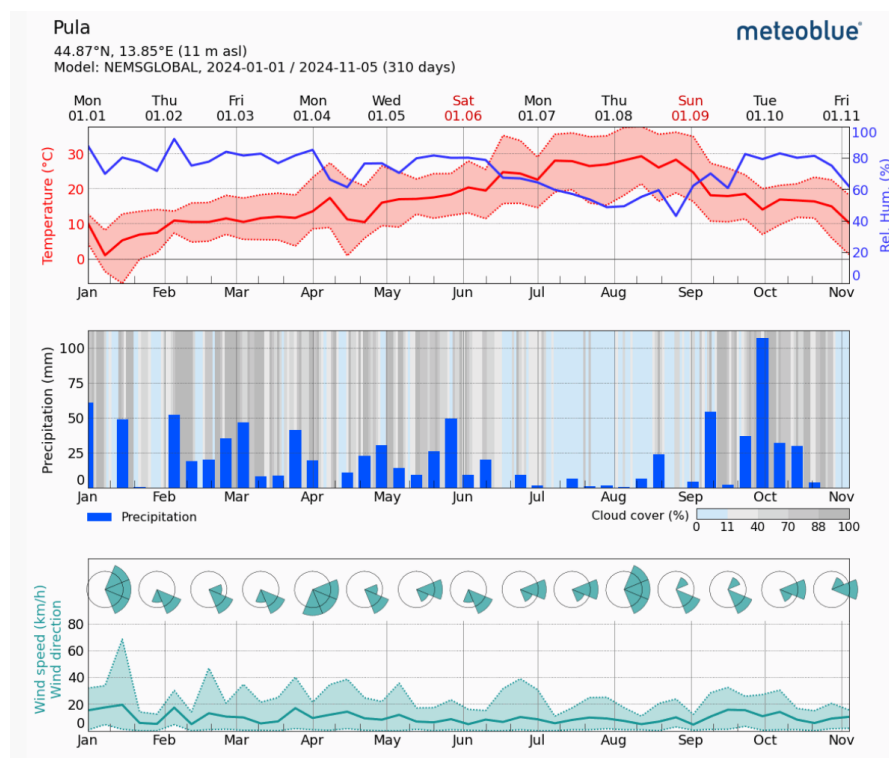 Pula
meteoblue
44.87°N, 13.85°E (11 m asl)
Model: NEMSGLOBAL, 2024-01-01 / 2024-11-05 (310 days)
Mon Thu Fri Mon Wed Sat Mon Thu Sun Tue Fri
01.01 01.02 01.03 01.04 01.05 01.06 01.07 01.08 01.09 01.10 01.11
Temperature (°C)
30
20
10
0
Rel. Hum. (%)
100
80
60
40
20
0
Jan Feb Mar Apr May Jun Jul Aug Sep Oct Nov
Precipitation (mm)
100
75
50
25
0
Jan Feb Mar Apr May Jun Jul Aug Sep Oct Nov
Precipitation
Cloud cover (%)
0 11 40 70 88 100
Wind speed (km/h)
Wind direction
80
60
40
20
0
Jan Feb Mar Apr May Jun Jul Aug Sep Oct Nov